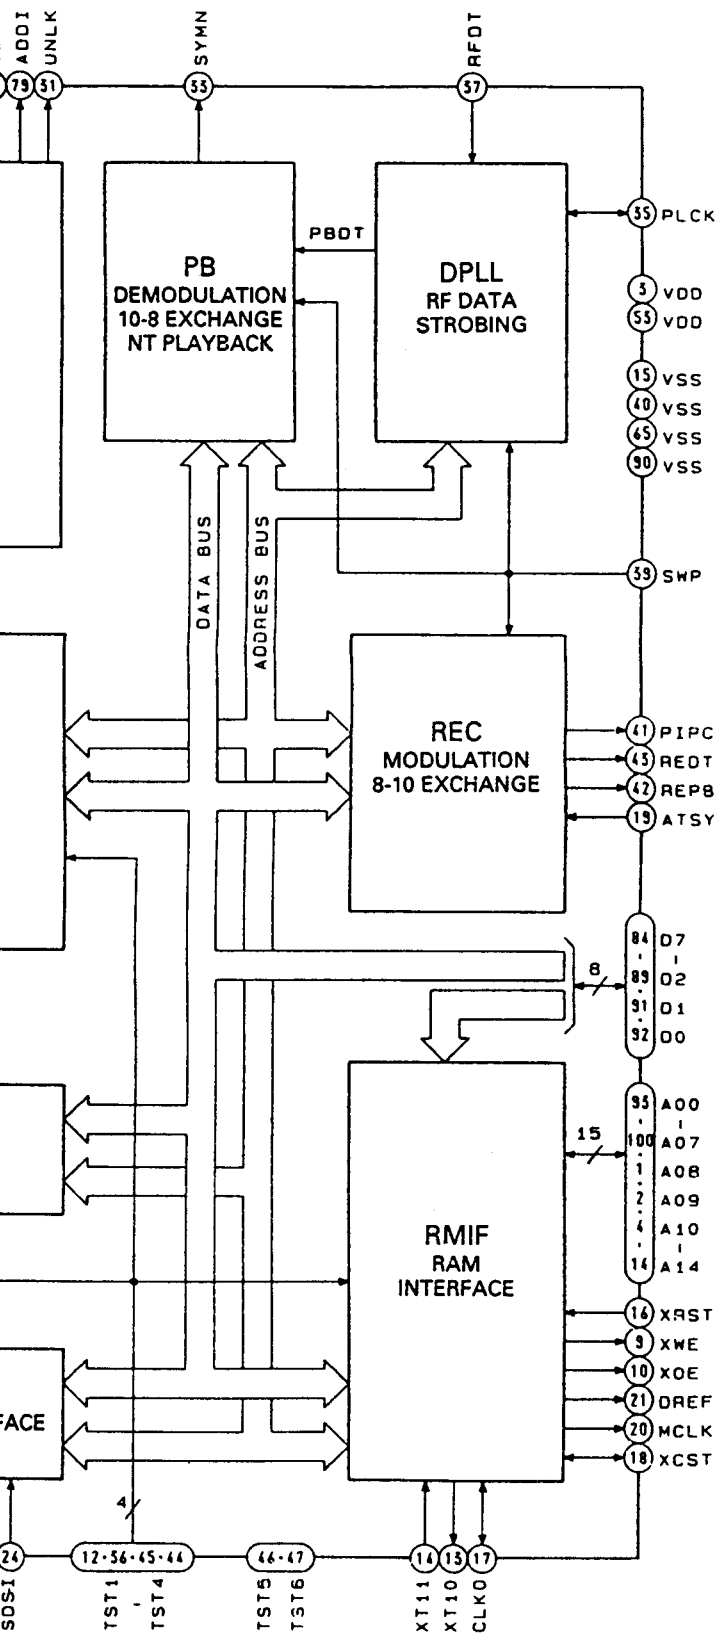 ADDI
UNLK
SYMN
RFDT
79
31
33
37
35 PLCK
PBDT
PB
DEMODULATION
10-8 EXCHANGE
NT PLAYBACK
DPLL
RF DATA
STROBING
3 VDD
53 VDD
15 VSS
40 VSS
65 VSS
90 VSS
DATA BUS
ADDRESS BUS
39 SWP
REC
MODULATION
8-10 EXCHANGE
41 PIPC
43 REDT
42 REPB
19 ATSY
8
84 D7
89 D2
91 D1
92 D0
15
93 A00
100 A07
1 A08
2 A09
4 A10
14 A14
RMIF
RAM
INTERFACE
16 XRST
9 XWE
10 XOE
21 DREF
20 MCLK
18 XCST
FACE
4
24
12·36·45·44
46·47
14
13
17
SDSI
TST1
-
TST4
TST5
TST6
XT11
XT10
CLKO